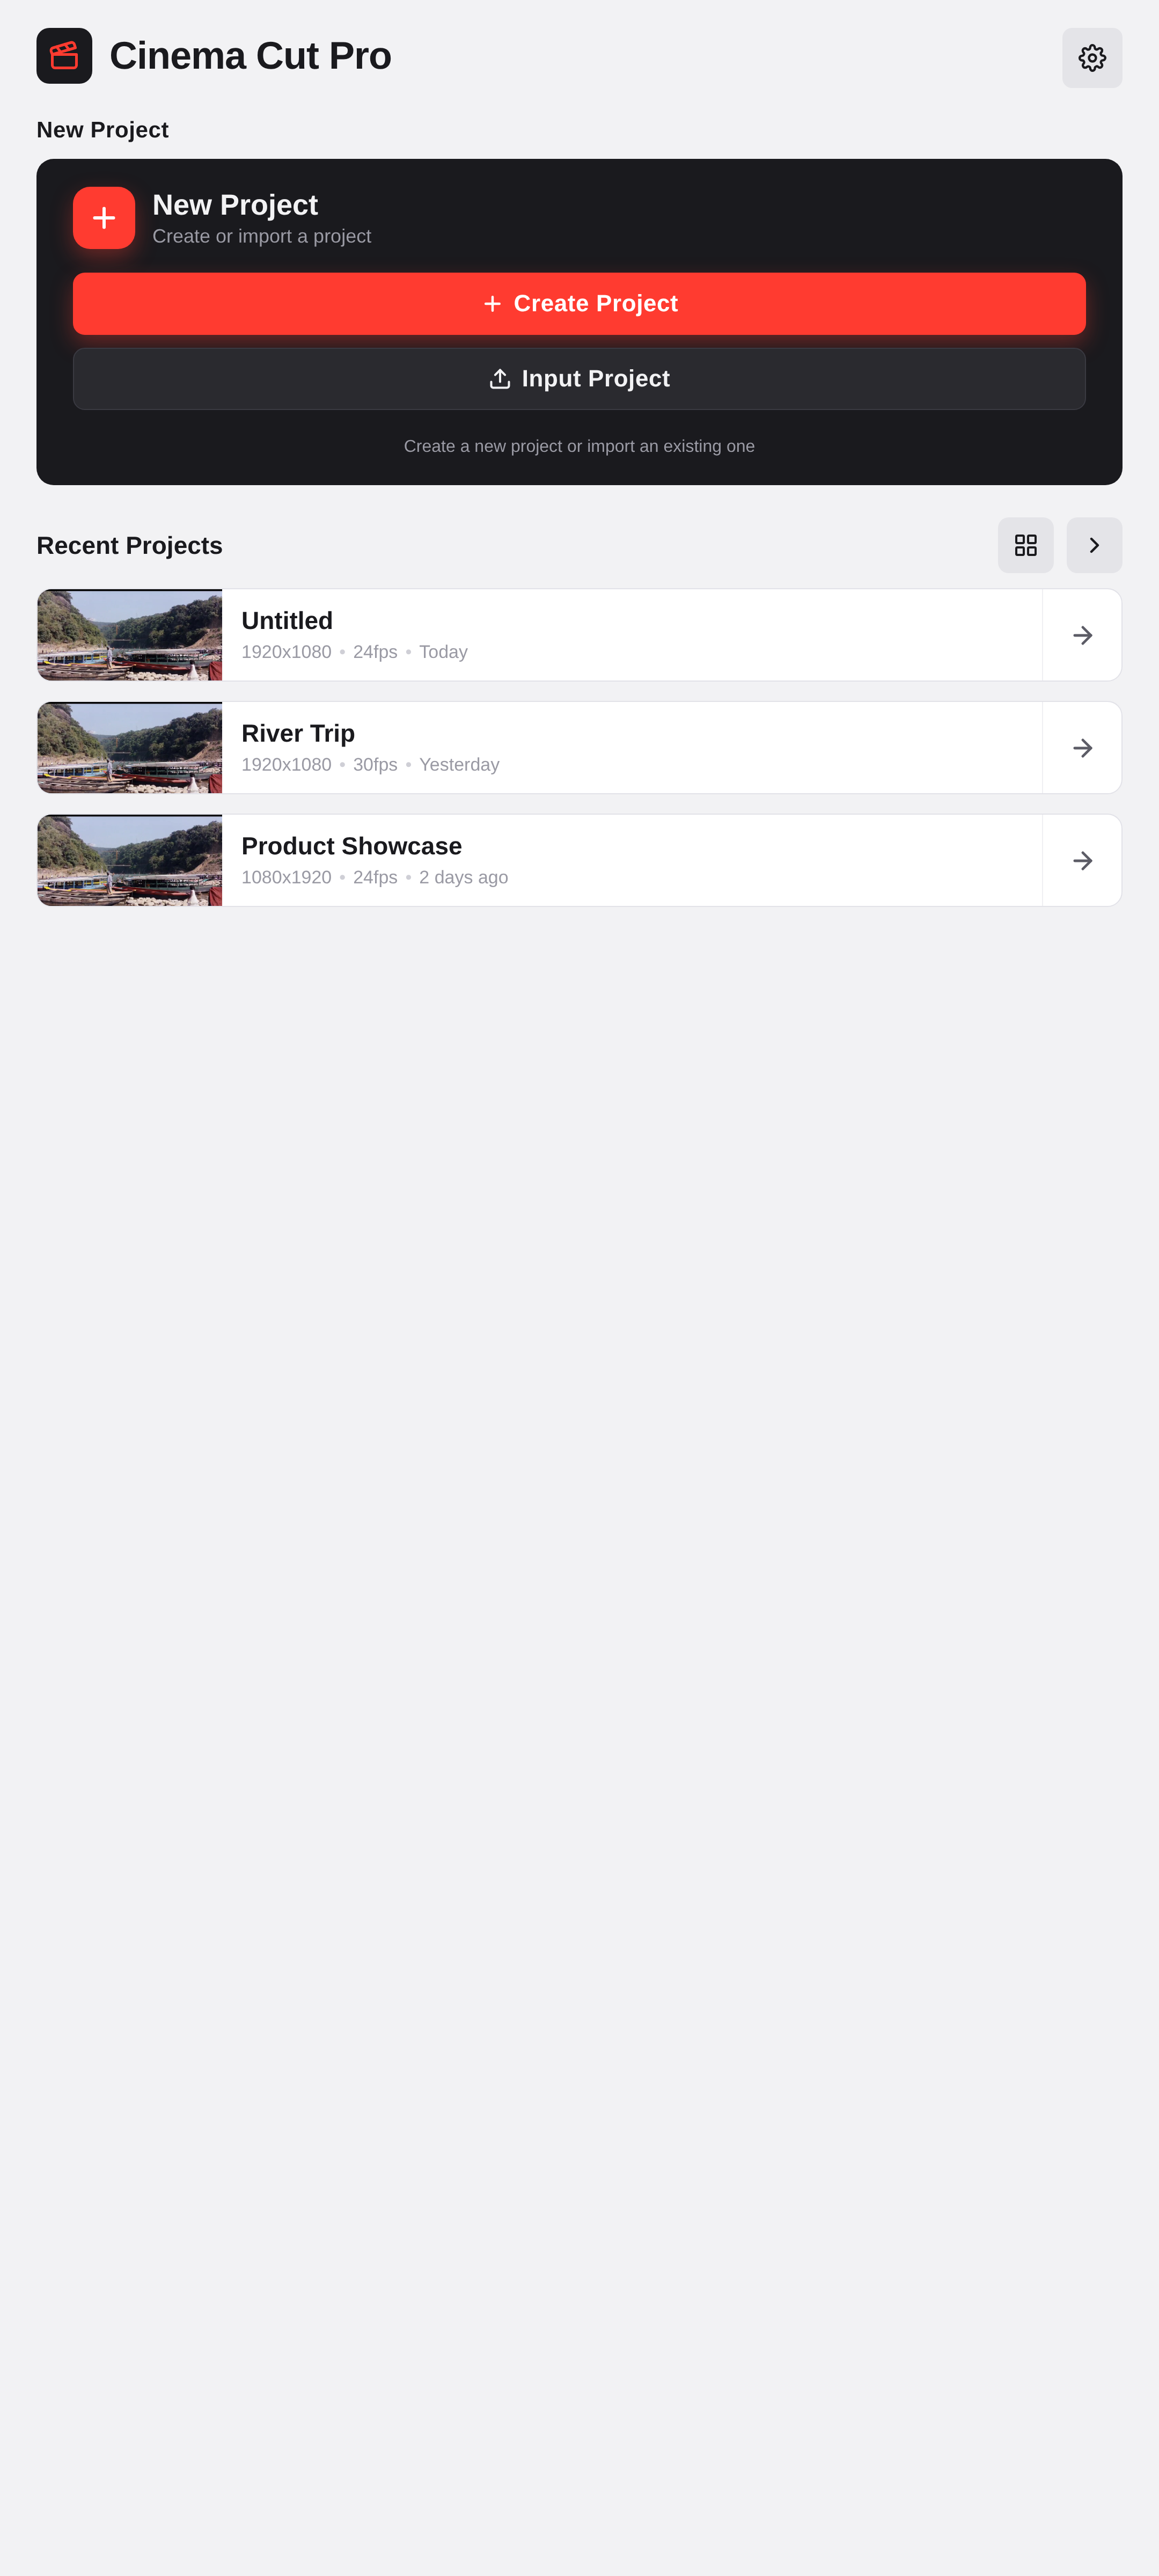 Cinema Cut Pro
New Project
New Project
Create or import a project
Create Project
Input Project
Create a new project or import an existing one
Recent Projects
Untitled
1920x1080 • 24fps • Today
River Trip
1920x1080 • 30fps • Yesterday
Product Showcase
1080x1920 • 24fps • 2 days ago